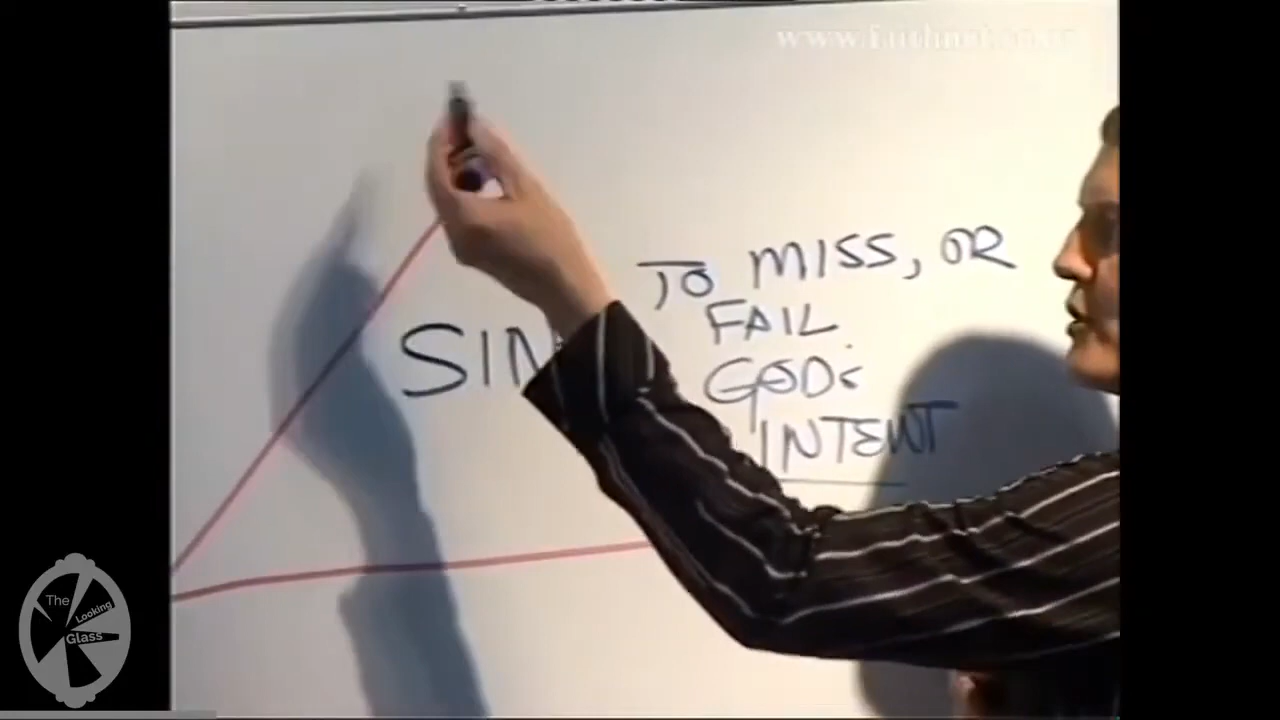 SIN
TO MISS, OR
FAIL
GOD:
INTENT
The
Looking
Glass